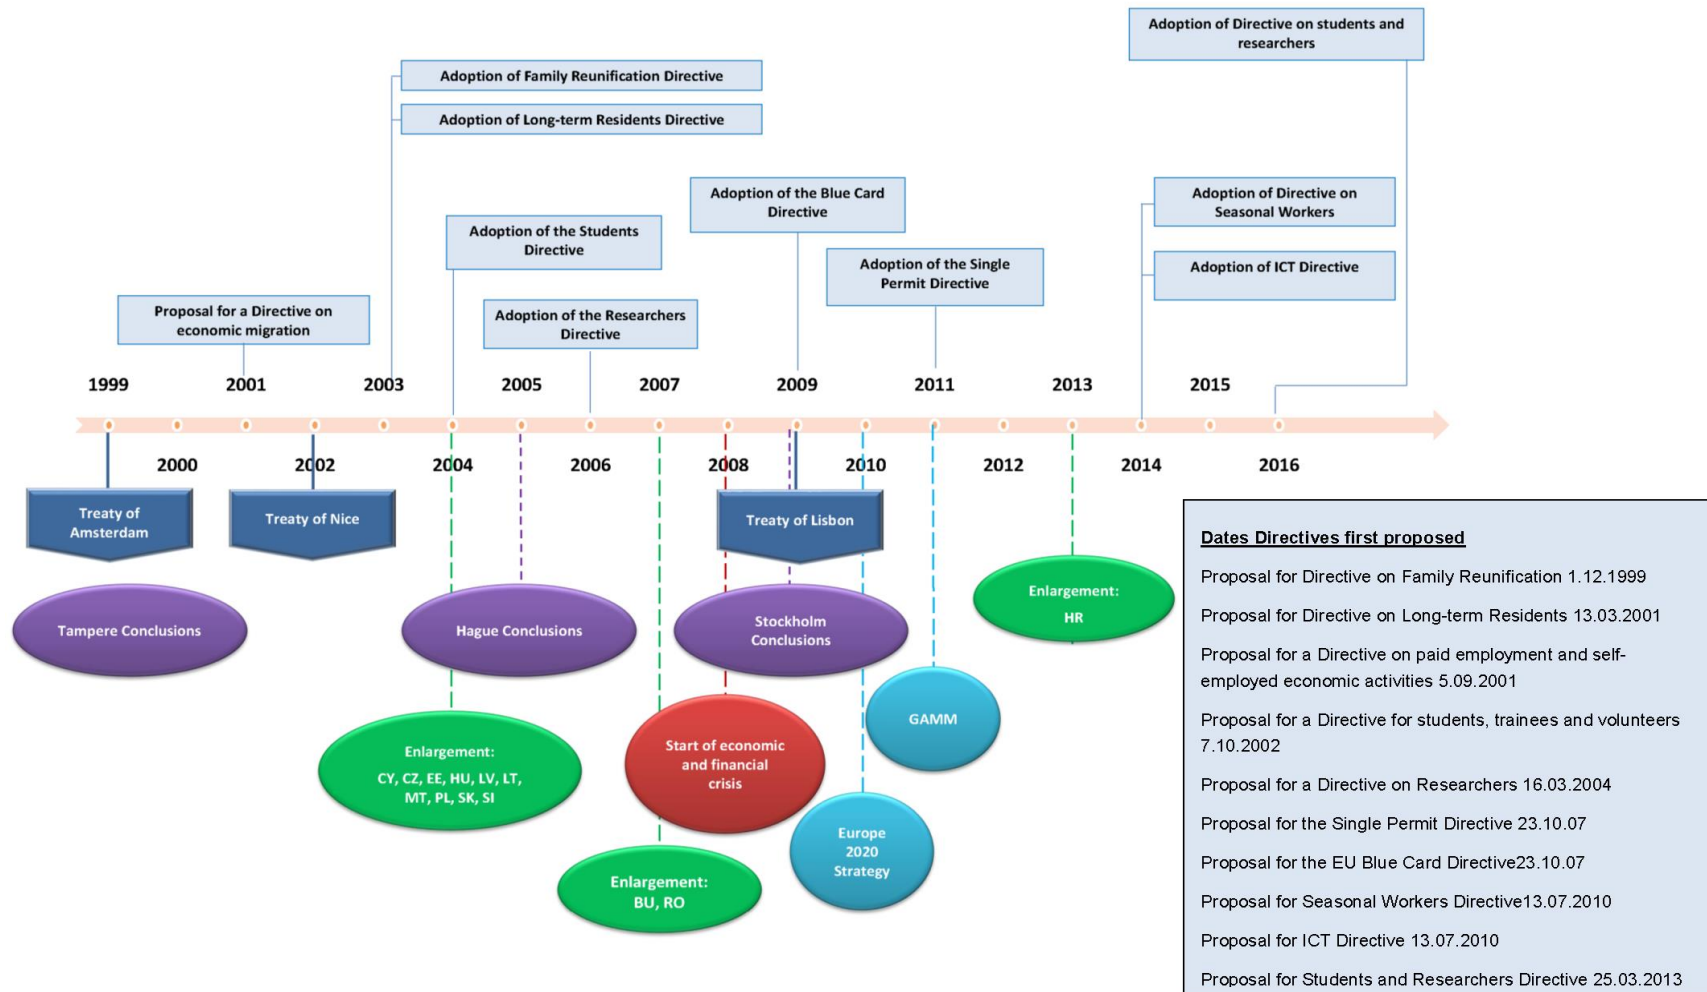 Adoption of Directive on students and
researchers
Adoption of Family Reunification Directive
Adoption of Long-term Residents Directive
Adoption of the Blue Card
Directive
Adoption of Directive on
Seasonal Workers
Adoption of the Students
Directive
Adoption of the Single
Permit Directive
Adoption of ICT Directive
Proposal for a Directive on
economic migration
Adoption of the Researchers
Directive
1999 2001 2003 2005 2007 2009 2011 2013 2015
2000 2002 2004 2006 2008 2010 2012 2014 2016
Treaty of
Amsterdam
Treaty of Nice
Treaty of Lisbon
Tampere Conclusions
Hague Conclusions
Stockholm
Conclusions
Enlargement:
HR
GAMM
Enlargement:
CY, CZ, EE, HU, LV, LT,
MT, PL, SK, SI
Start of economic
and financial
crisis
Europe
2020
Strategy
Enlargement:
BU, RO
Dates Directives first proposed
Proposal for Directive on Family Reunification 1.12.1999
Proposal for Directive on Long-term Residents 13.03.2001
Proposal for a Directive on paid employment and self-
employed economic activities 5.09.2001
Proposal for a Directive for students, trainees and volunteers
7.10.2002
Proposal for a Directive on Researchers 16.03.2004
Proposal for the Single Permit Directive 23.10.07
Proposal for the EU Blue Card Directive23.10.07
Proposal for Seasonal Workers Directive13.07.2010
Proposal for ICT Directive 13.07.2010
Proposal for Students and Researchers Directive 25.03.2013